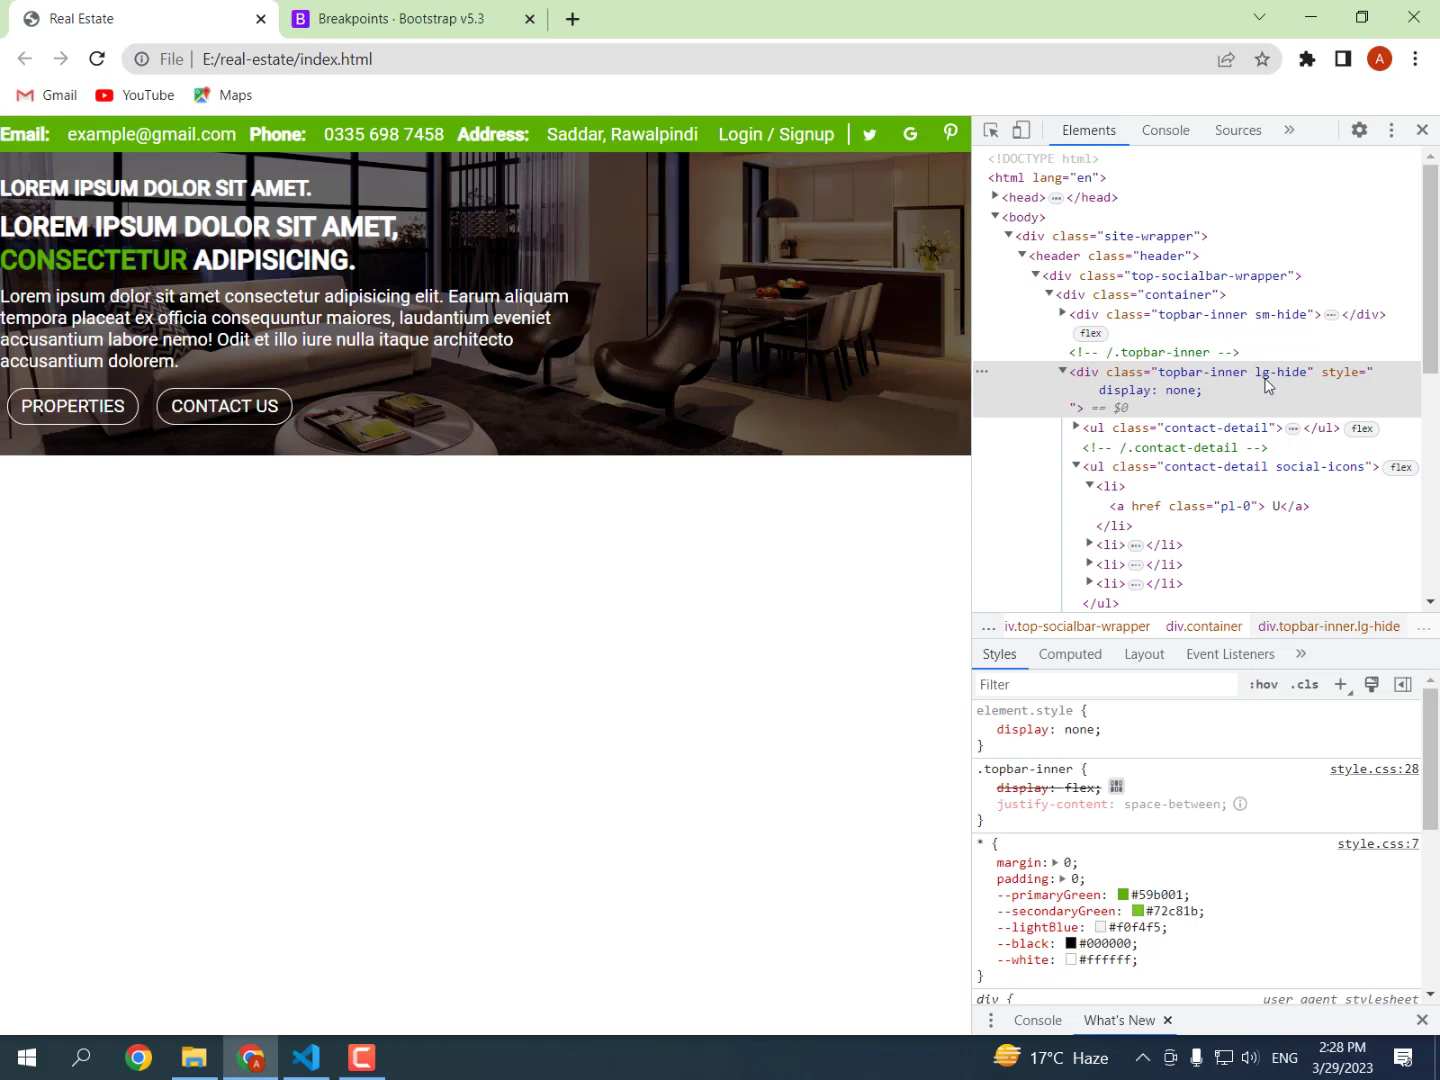 Real Estate
Breakpoints · Bootstrap v5.3
File
E:/real-estate/index.html
A
Gmail
YouTube
Maps
Email: example@gmail.com Phone: 0335 698 7458 Address: Saddar, Rawalpindi Login / Signup
LOREM IPSUM DOLOR SIT AMET.
LOREM IPSUM DOLOR SIT AMET,
CONSECTETUR ADIPISICING.
Lorem ipsum dolor sit amet consectetur adipisicing elit. Earum aliquam
tempora placeat ex officia consequuntur maiores, laudantium eveniet
accusantium labore nemo! Odit et illo iure nulla itaque architecto
accusantium dolorem.
PROPERTIES
CONTACT US
Elements
Console
Sources
<!DOCTYPE html>
<html lang="en">
<head> … </head>
<body>
<div class="site-wrapper">
<header class="header">
<div class="top-socialbar-wrapper">
<div class="container">
<div class="topbar-inner sm-hide"> … </div>
flex
<!-- /.topbar-inner -->
<div class="topbar-inner lg-hide" style="
display: none;
"> == $0
<ul class="contact-detail"> … </ul> flex
<!-- /.contact-detail -->
<ul class="contact-detail social-icons"> flex
<li>
<a href class="pl-0"> U</a>
</li>
<li> … </li>
<li> … </li>
<li> … </li>
</ul>
… iv.top-socialbar-wrapper div.container div.topbar-inner.lg-hide …
Styles
Computed
Layout
Event Listeners
Filter
:hov
.cls
element.style {
display: none;
}
.topbar-inner { style.css:28
display: flex;
justify-content: space-between;
}
* { style.css:7
margin: 0;
padding: 0;
--primaryGreen: #59b001;
--secondaryGreen: #72c81b;
--lightBlue: #f0f4f5;
--black: #000000;
--white: #ffffff;
}
div { user agent stylesheet
Console
What's New
17°C Haze
ENG
2:28 PM
3/29/2023